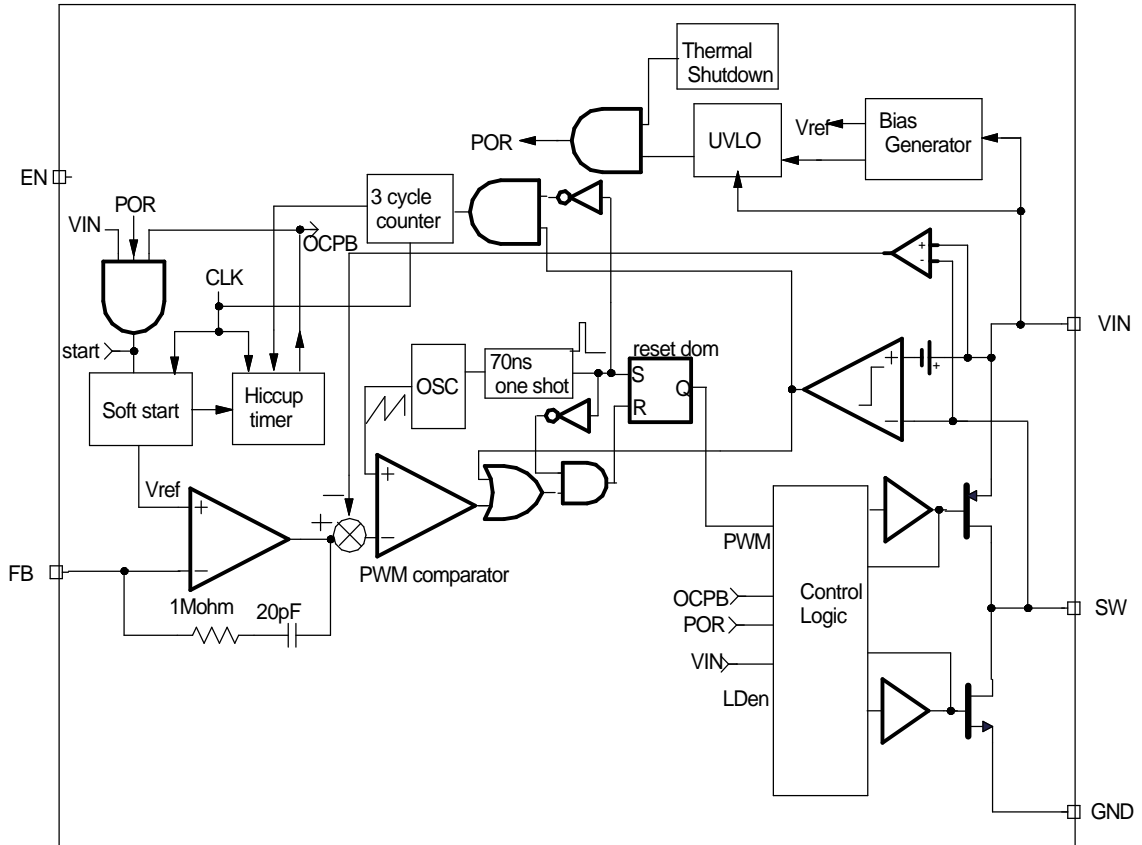 Thermal
Shutdown
POR
UVLO
Vref
Bias
Generator
EN
VIN
POR
OCPB
3 cycle
counter
+
-
CLK
VIN
start
Soft start
Hiccup
timer
OSC
70ns
one shot
reset dom
S
Q
R
+
+
−
Vref
+
−
+
−
+
−
PWM comparator
FB
1Mohm
20pF
PWM
OCPB
POR
VIN
LDen
Control
Logic
SW
GND